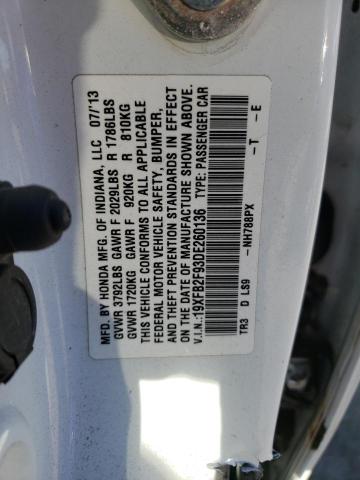 MFD. BY HONDA MFG. OF INDIANA, LLC 07/13
GVWR 3792LBS GAWR F 2029LBS R 1786LBS
GVWR 1720KG GAWR F 920KG R 810KG
THIS VEHICLE CONFORMS TO ALL APPLICABLE
FEDERAL MOTOR VEHICLE SAFETY, BUMPER,
AND THEFT PREVENTION STANDARDS IN EFFECT
ON THE DATE OF MANUFACTURE SHOWN ABOVE.
V.I.N.: 19XFB2F93DE260136 TYPE: PASSENGER CAR
-NH788PX -T -E
TR3 D LS9